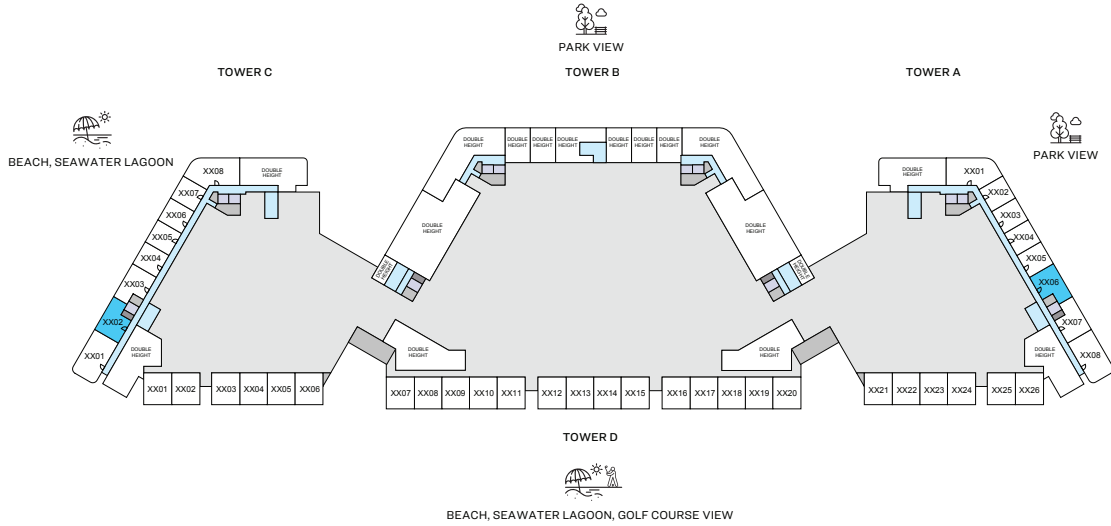 PARK VIEW
TOWER C
TOWER B
TOWER A
BEACH, SEAWATER LAGOON
PARK VIEW
DOUBLE
HEIGHT
DOUBLE
HEIGHT
DOUBLE
HEIGHT
DOUBLE
HEIGHT
DOUBLE
HEIGHT
DOUBLE
HEIGHT
DOUBLE
HEIGHT
DOUBLE
HEIGHT
XX08
DOUBLE
HEIGHT
DOUBLE
HEIGHT
XX01
XX07
XX06
XX05
XX04
XX03
XX02
XX01
DOUBLE
HEIGHT
DOUBLE
HEIGHT
DOUBLE
HEIGHT
DOUBLE
HEIGHT
DOUBLE
HEIGHT
XX02
XX03
XX04
XX05
XX06
XX07
XX08
DOUBLE
HEIGHT
DOUBLE
HEIGHT
DOUBLE
HEIGHT
DOUBLE
HEIGHT
XX01 XX02 XX03 XX04 XX05 XX06
XX07 XX08 XX09 XX10 XX11 XX12 XX13 XX14 XX15 XX16 XX17 XX18 XX19 XX20
XX21 XX22 XX23 XX24 XX25 XX26
TOWER D
BEACH, SEAWATER LAGOON, GOLF COURSE VIEW